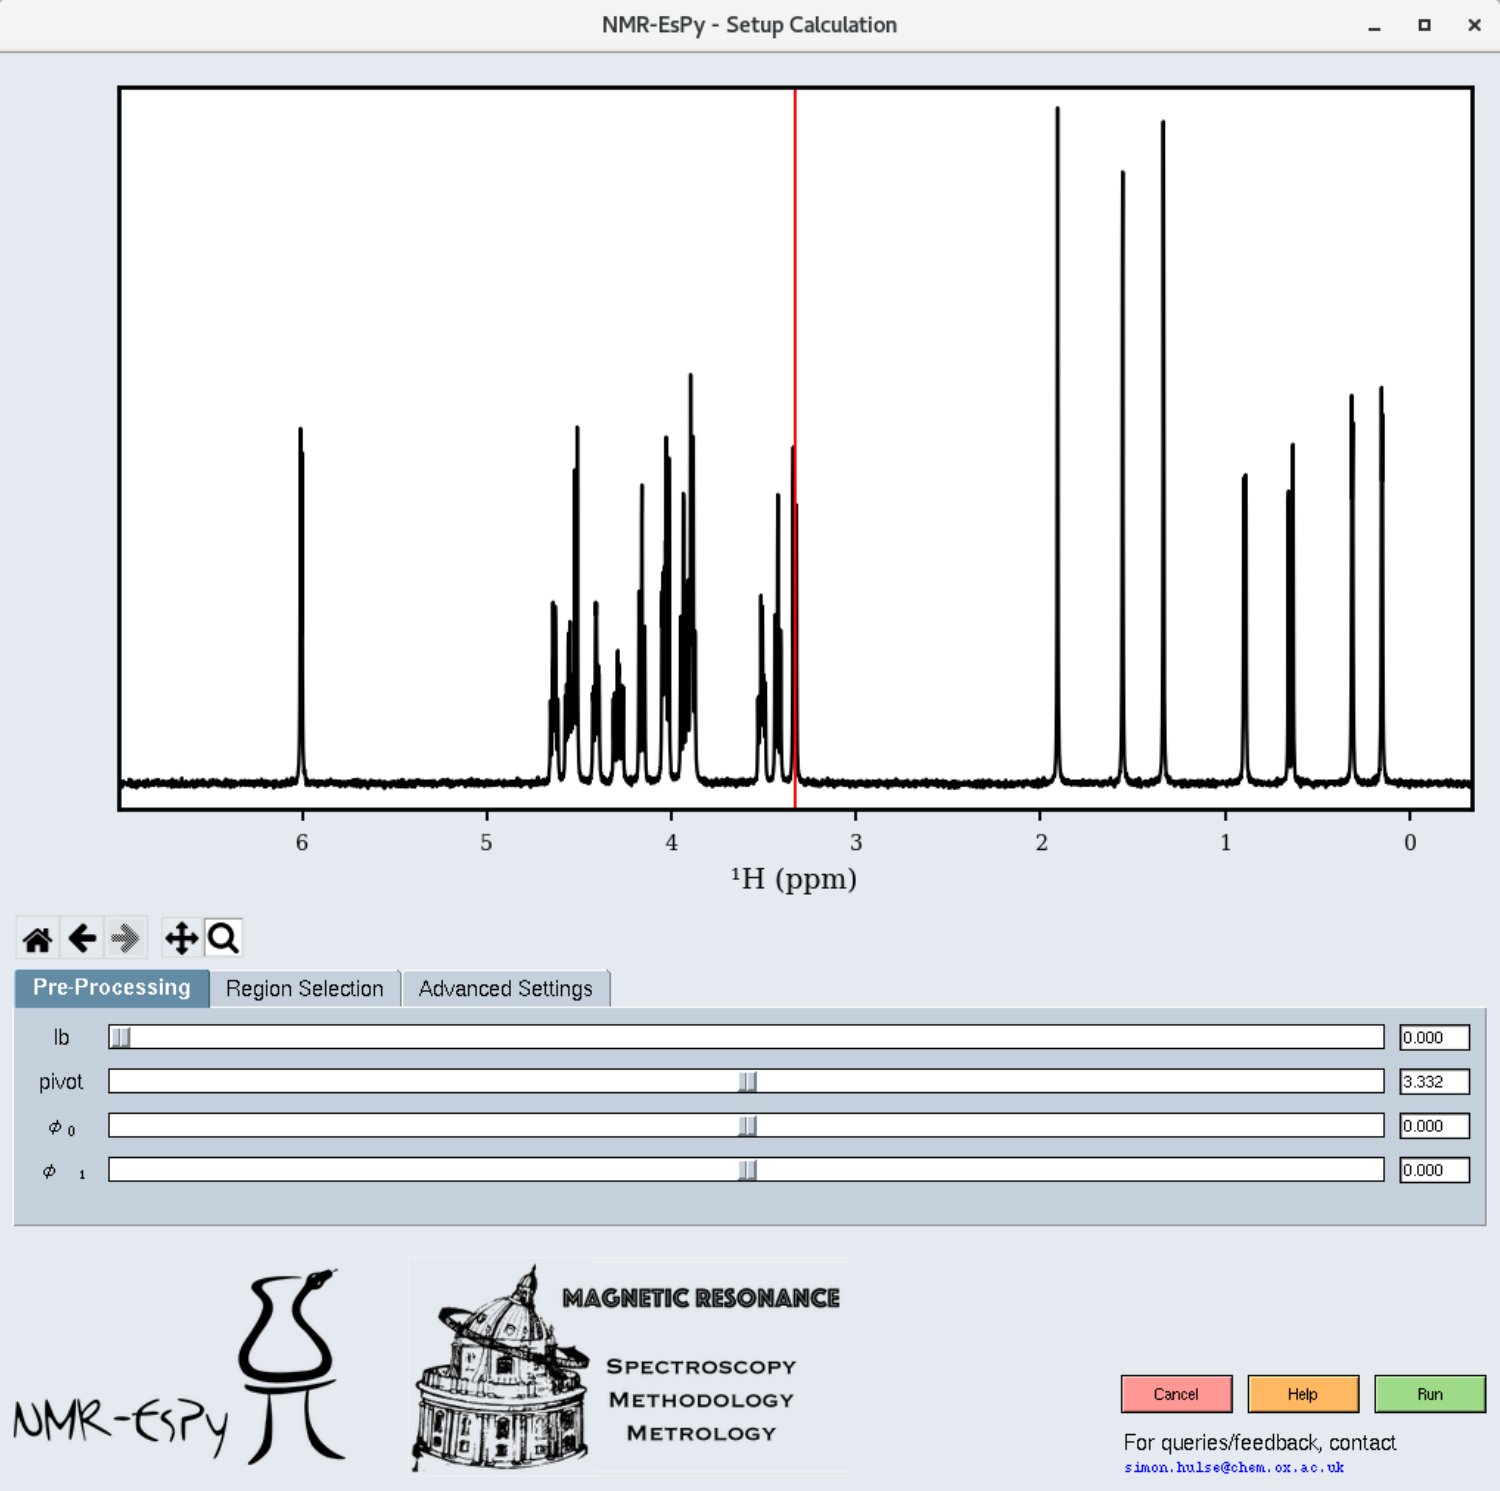 NMR-EsPy - Setup Calculation
6 5 4 3 2 1 0
¹H (ppm)
Pre-Processing Region Selection Advanced Settings
lb 0.000
pivot 3.332
ϕ 0 0.000
ϕ 1 0.000
NMR-EsPy
MAGNETIC RESONANCE
SPECTROSCOPY
METHODOLOGY
METROLOGY
Cancel Help Run
For queries/feedback, contact
simon.hulse@chem.ox.ac.uk